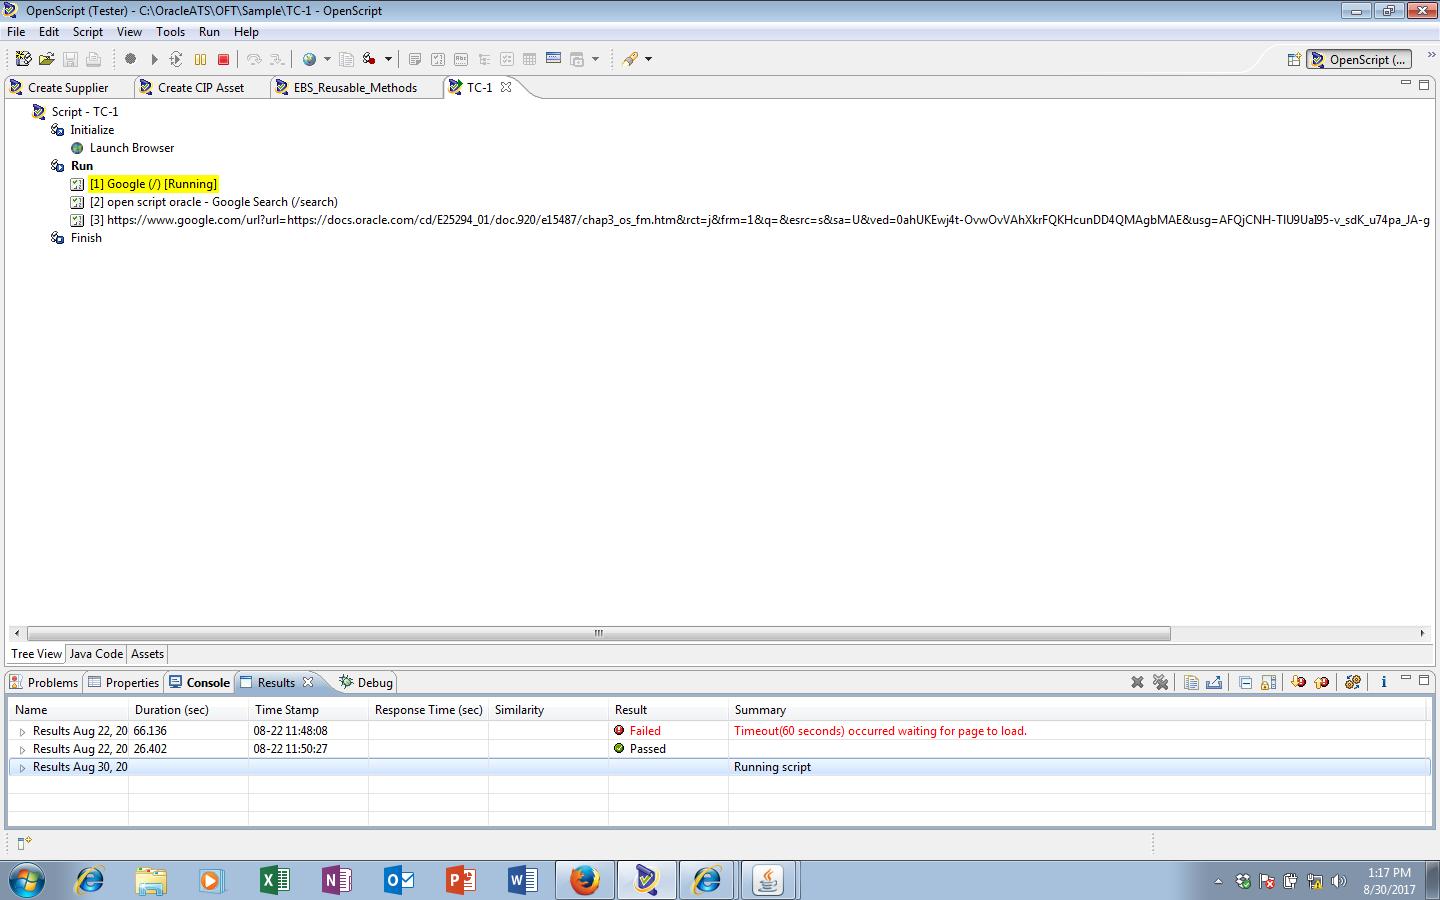 OpenScript (Tester) - C:\OracleATS\OFT\Sample\TC-1 - OpenScript
File Edit Script View Tools Run Help
OpenScript (...
Create Supplier Create CIP Asset EBS_Reusable_Methods TC-1
Script - TC-1
Initialize
Launch Browser
Run
[1] Google (/) [Running]
[2] open script oracle - Google Search (/search)
[3] https://www.google.com/url?url=https://docs.oracle.com/cd/E25294_01/doc.920/e15487/chap3_os_fm.htm&rct=j&frm=1&q=&esrc=s&sa=U&ved=0ahUKEwj4t-OvwOvVAhXkrFQKHcunDD4QMAgbMAE&usg=AFQjCNH-TIU9UaI95-v_sdK_u74pa_JA-g
Finish
Tree View Java Code Assets
Problems Properties Console Results Debug
Name Duration (sec) Time Stamp Response Time (sec) Similarity Result Summary
Results Aug 22, 20 66.136 08-22 11:48:08 Failed Timeout(60 seconds) occurred waiting for page to load.
Results Aug 22, 20 26.402 08-22 11:50:27 Passed
Results Aug 30, 20 Running script
1:17 PM
8/30/2017